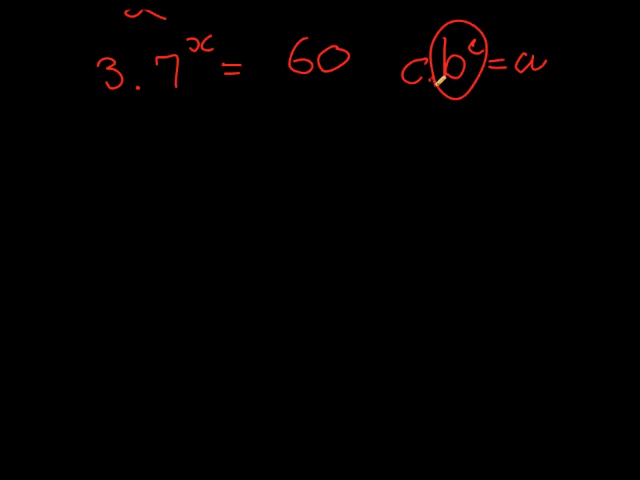 3 . 7^x = 60 c . b^c = a